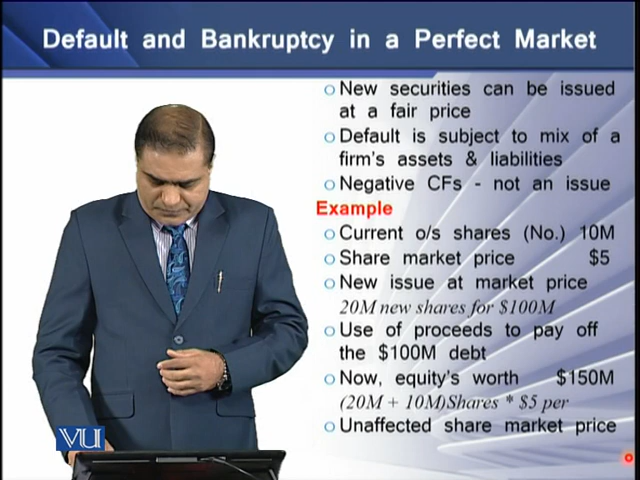 Default and Bankruptcy in a Perfect Market
New securities can be issued
at a fair price
Default is subject to mix of a
firm's assets & liabilities
Negative CFs - not an issue
Example
Current o/s shares (No.) 10M
Share market price $5
New issue at market price
20M new shares for $100M
Use of proceeds to pay off
the $100M debt
Now, equity's worth $150M
(20M + 10M)Shares * $5 per
Unaffected share market price
VU